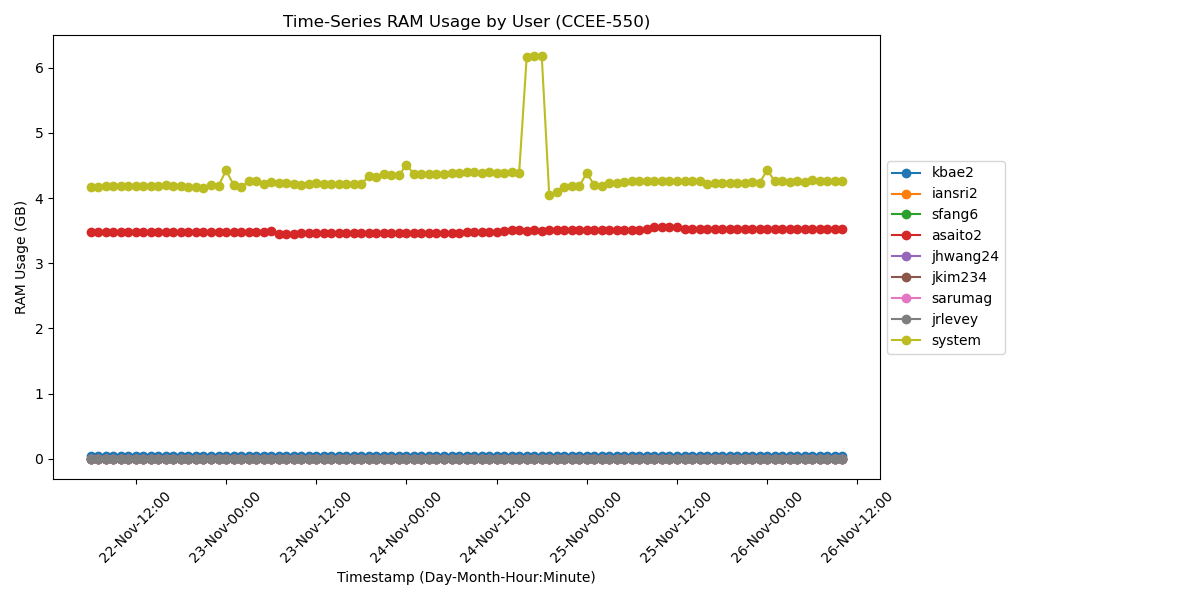 Time-Series RAM Usage by User (CCEE-550)
RAM Usage (GB)
6
5
4
3
2
1
0
22-Nov-12:00
23-Nov-00:00
23-Nov-12:00
24-Nov-00:00
24-Nov-12:00
25-Nov-00:00
25-Nov-12:00
26-Nov-00:00
26-Nov-12:00
Timestamp (Day-Month-Hour:Minute)
kbae2
iansri2
sfang6
asaito2
jhwang24
jkim234
sarumag
jrlevey
system